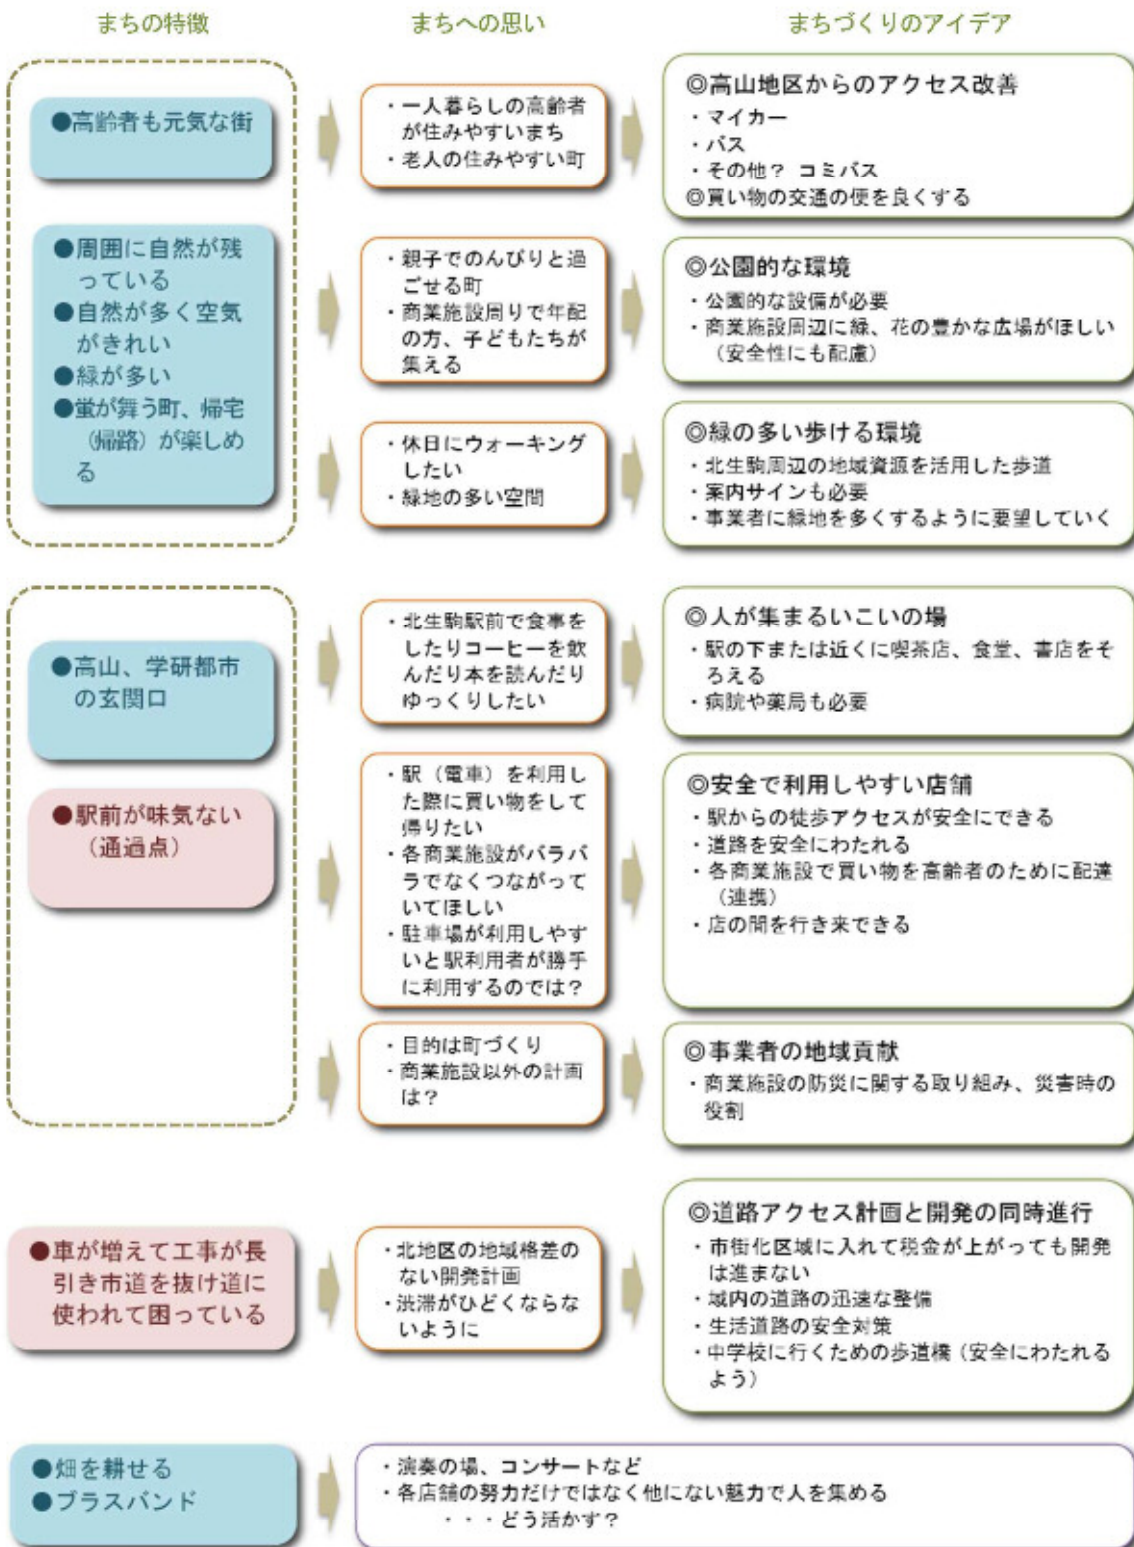 まちの特徴
まちへの思い
まちづくりのアイデア
●高齢者も元気な街
・一人暮らしの高齢者
が住みやすいまち
・老人の住みやすい町
◎高山地区からのアクセス改善
・マイカー
・バス
・その他？ コミバス
◎買い物の交通の便を良くする
●周囲に自然が残
っている
●自然が多く空気
がきれい
●緑が多い
●蛍が舞う町、帰宅
（帰路）が楽しめ
る
・親子でのんびりと過
ごせる町
・商業施設周りで年配
の方、子どもたちが
集える
◎公園的な環境
・公園的な設備が必要
・商業施設周辺に緑、花の豊かな広場がほしい
（安全性にも配慮）
・休日にウォーキング
したい
・緑地の多い空間
◎緑の多い歩ける環境
・北生駒周辺の地域資源を活用した歩道
・案内サインも必要
・事業者に緑地を多くするように要望していく
●高山、学研都市
の玄関口
●駅前が味気ない
（通過点）
・北生駒駅前で食事を
したりコーヒーを飲
んだり本を読んだり
ゆっくりしたい
◎人が集まるいこいの場
・駅の下または近くに喫茶店、食堂、書店をそ
ろえる
・病院や薬局も必要
・駅（電車）を利用し
た際に買い物をして
帰りたい
・各商業施設がバラバ
ラでなくつながって
いてほしい
・駐車場が利用しやす
いと駅利用者が勝手
に利用するのでは？
◎安全で利用しやすい店舗
・駅からの徒歩アクセスが安全にできる
・道路を安全にわたれる
・各商業施設で買い物を高齢者のために配達
（連携）
・店の間を行き来できる
・目的は町づくり
・商業施設以外の計画
は？
◎事業者の地域貢献
・商業施設の防災に関する取り組み、災害時の
役割
●車が増えて工事が長
引き市道を抜け道に
使われて困っている
・北地区の地域格差の
ない開発計画
・渋滞がひどくならな
いように
◎道路アクセス計画と開発の同時進行
・市街化区域に入れて税金が上がっても開発
は進まない
・域内の道路の迅速な整備
・生活道路の安全対策
・中学校に行くための歩道橋（安全にわたれる
よう）
●畑を耕せる
●ブラスバンド
・演奏の場、コンサートなど
・各店舗の努力だけではなく他にない魅力で人を集める
・・・どう活かす？